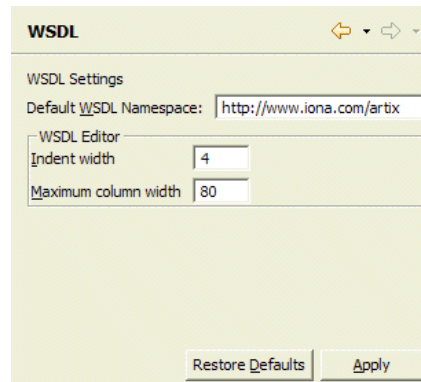 WSDL
WSDL Settings
Default WSDL Namespace: http://www.iona.com/artix
WSDL Editor
Indent width 4
Maximum column width 80
Restore Defaults Apply